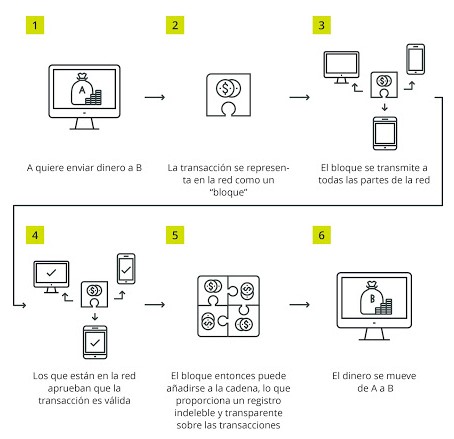 1
2
3
A
A quiere enviar dinero a B
La transacción se represen-
ta en la red como un
“bloque”
El bloque se transmite a
todas las partes de la red
4
5
6
B
Los que están en la red
aprueban que la
transacción es válida
El bloque entonces puede
añadirse a la cadena, lo que
proporciona un registro
indeleble y transparente
sobre las transacciones
El dinero se mueve
de A a B